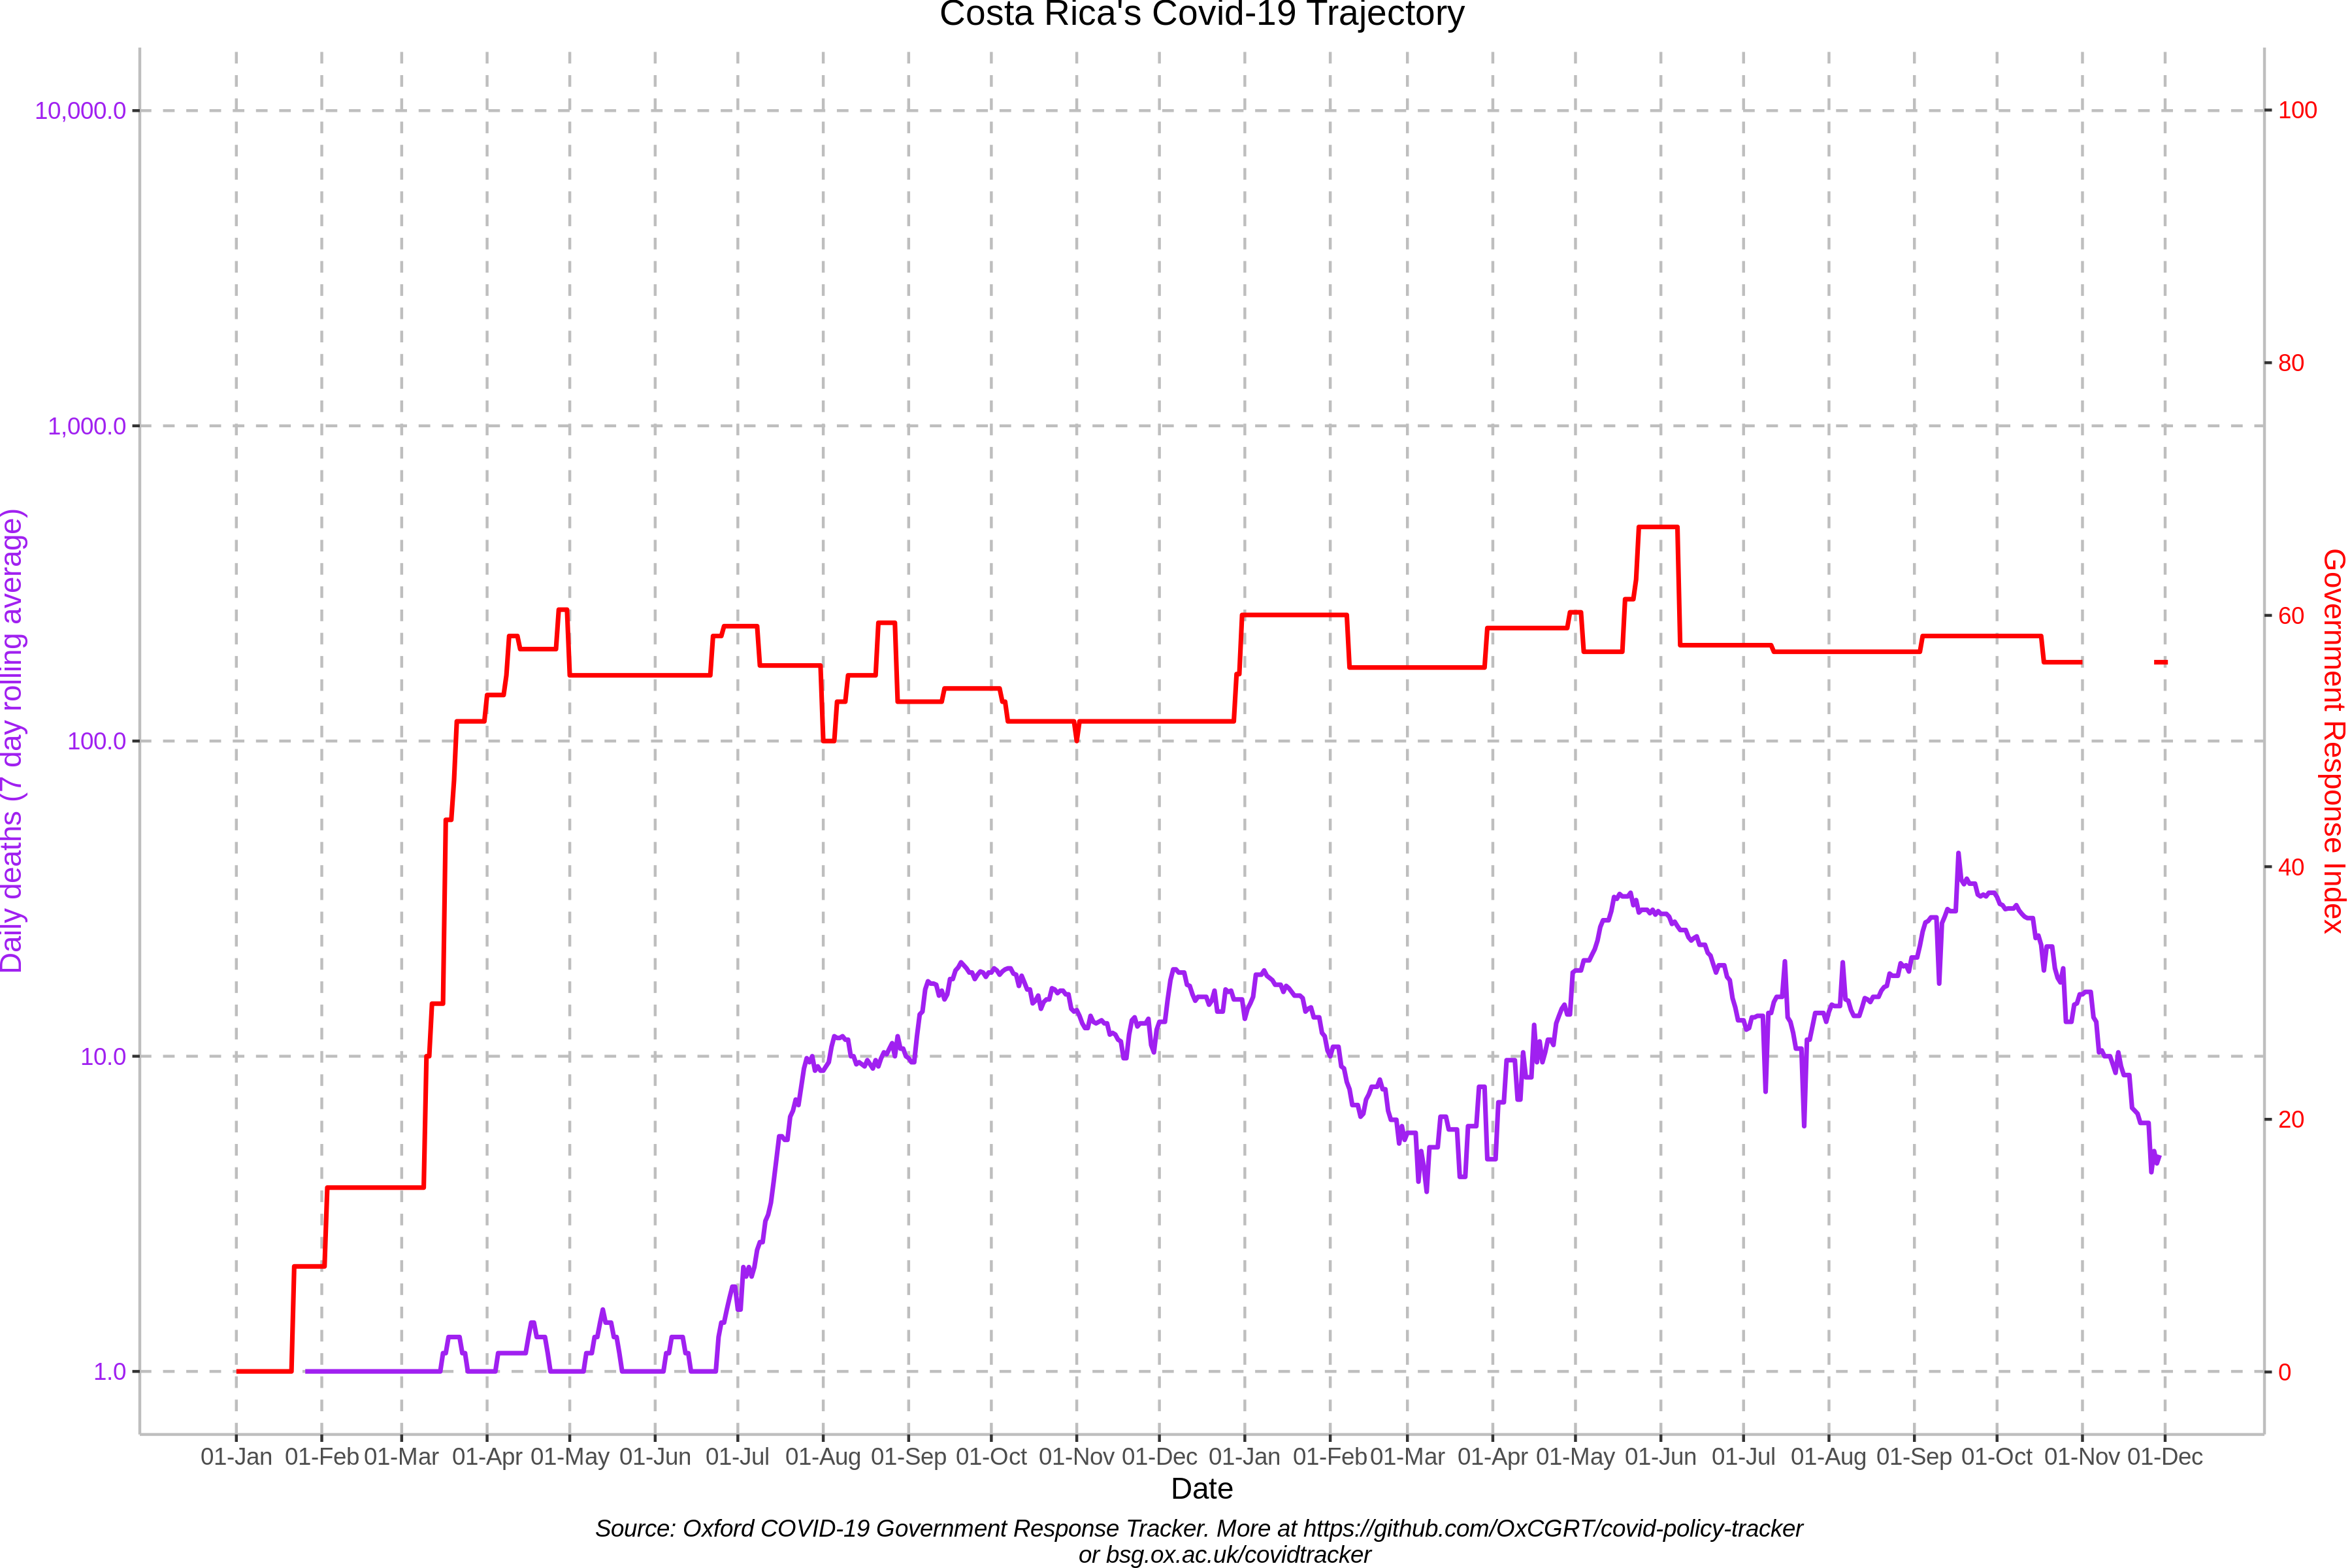 Costa Rica's Covid-19 Trajectory
10,000.0
1,000.0
100.0
10.0
1.0
Daily deaths (7 day rolling average)
100
80
60
40
20
0
Government Response Index
01-Jan 01-Feb 01-Mar 01-Apr 01-May 01-Jun 01-Jul 01-Aug 01-Sep 01-Oct 01-Nov 01-Dec 01-Jan 01-Feb 01-Mar 01-Apr 01-May 01-Jun 01-Jul 01-Aug 01-Sep 01-Oct 01-Nov 01-Dec
Date
Source: Oxford COVID-19 Government Response Tracker. More at https://github.com/OxCGRT/covid-policy-tracker
or bsg.ox.ac.uk/covidtracker